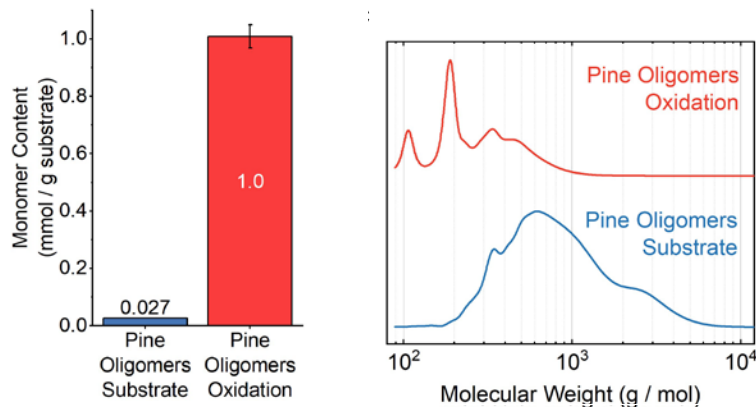 Monomer Content
(mmol / g substrate)
1.0
0.8
0.6
0.4
0.2
0.0
0.027
1.0
Pine
Oligomers
Substrate
Pine
Oligomers
Oxidation
Pine Oligomers
Oxidation
Pine Oligomers
Substrate
10²
10³
10⁴
Molecular Weight (g / mol)